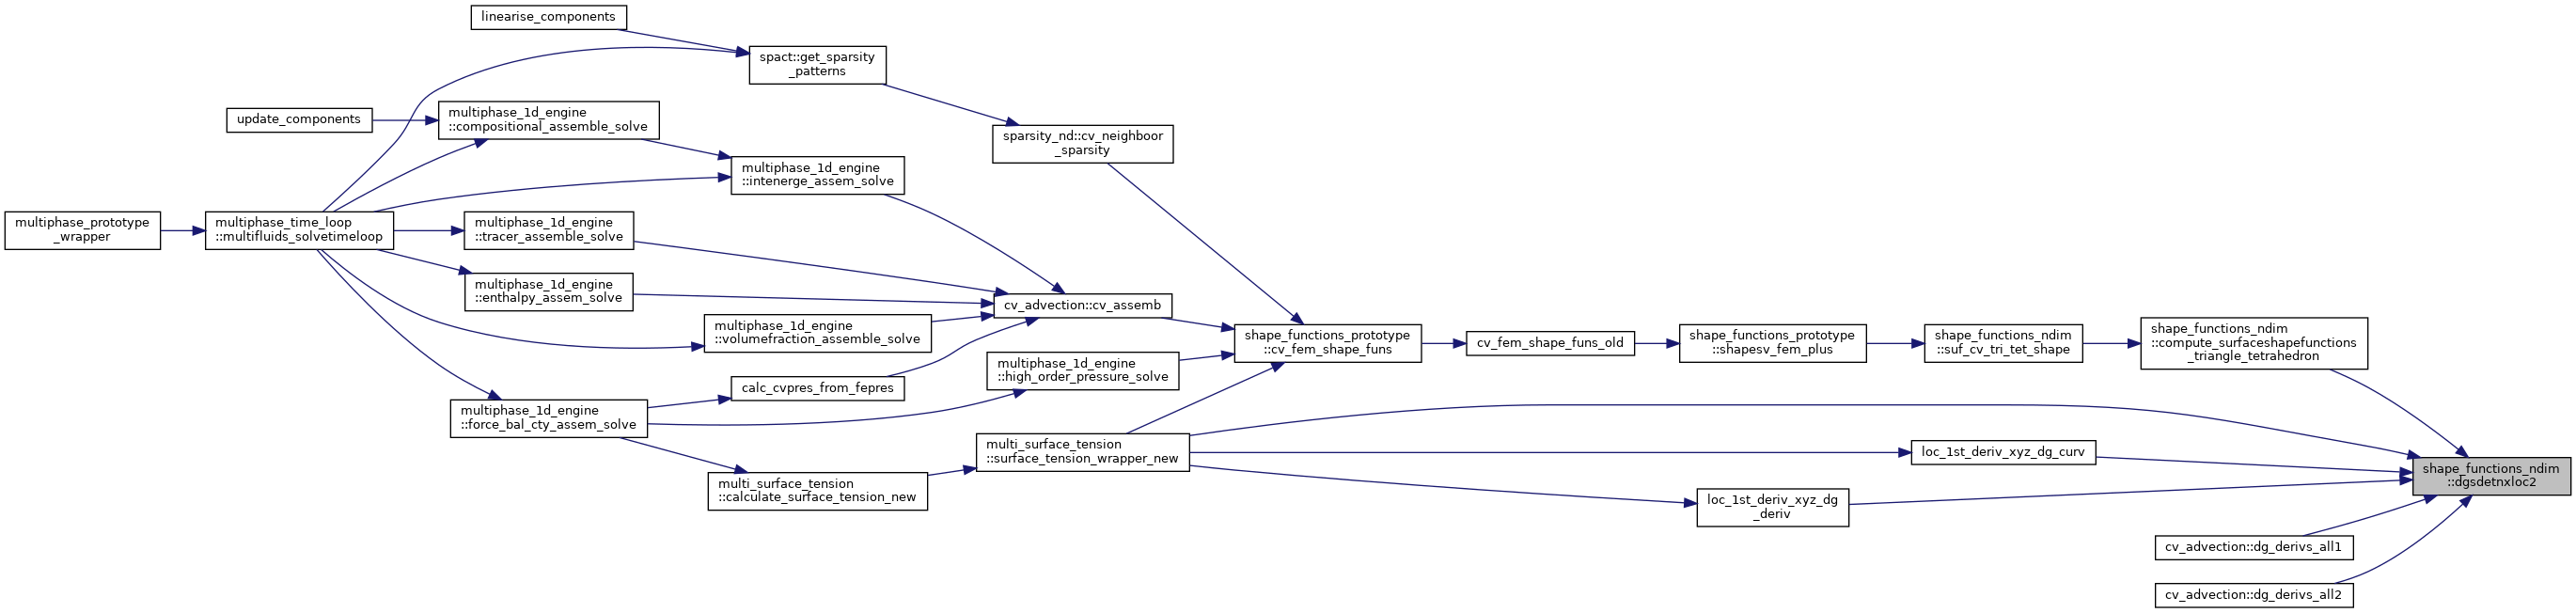 linearise_components
spact::get_sparsity
_patterns
multiphase_1d_engine
::compositional_assemble_solve
update_components
sparsity_nd::cv_neighboor
_sparsity
multiphase_1d_engine
::intenerge_assem_solve
multiphase_prototype
_wrapper
multiphase_time_loop
::multifluids_solvetimeloop
multiphase_1d_engine
::tracer_assemble_solve
multiphase_1d_engine
::enthalpy_assem_solve
cv_advection::cv_assemb
multiphase_1d_engine
::volumefraction_assemble_solve
shape_functions_prototype
::cv_fem_shape_funs
cv_fem_shape_funs_old
shape_functions_prototype
::shapesv_fem_plus
shape_functions_ndim
::suf_cv_tri_tet_shape
shape_functions_ndim
::compute_surfaceshapefunctions
_triangle_tetrahedron
multiphase_1d_engine
::high_order_pressure_solve
calc_cvpres_from_fepres
multiphase_1d_engine
::force_bal_cty_assem_solve
multi_surface_tension
::surface_tension_wrapper_new
loc_1st_deriv_xyz_dg_curv
shape_functions_ndim
::dgsdetnxloc2
multi_surface_tension
::calculate_surface_tension_new
loc_1st_deriv_xyz_dg
_deriv
cv_advection::dg_derivs_all1
cv_advection::dg_derivs_all2